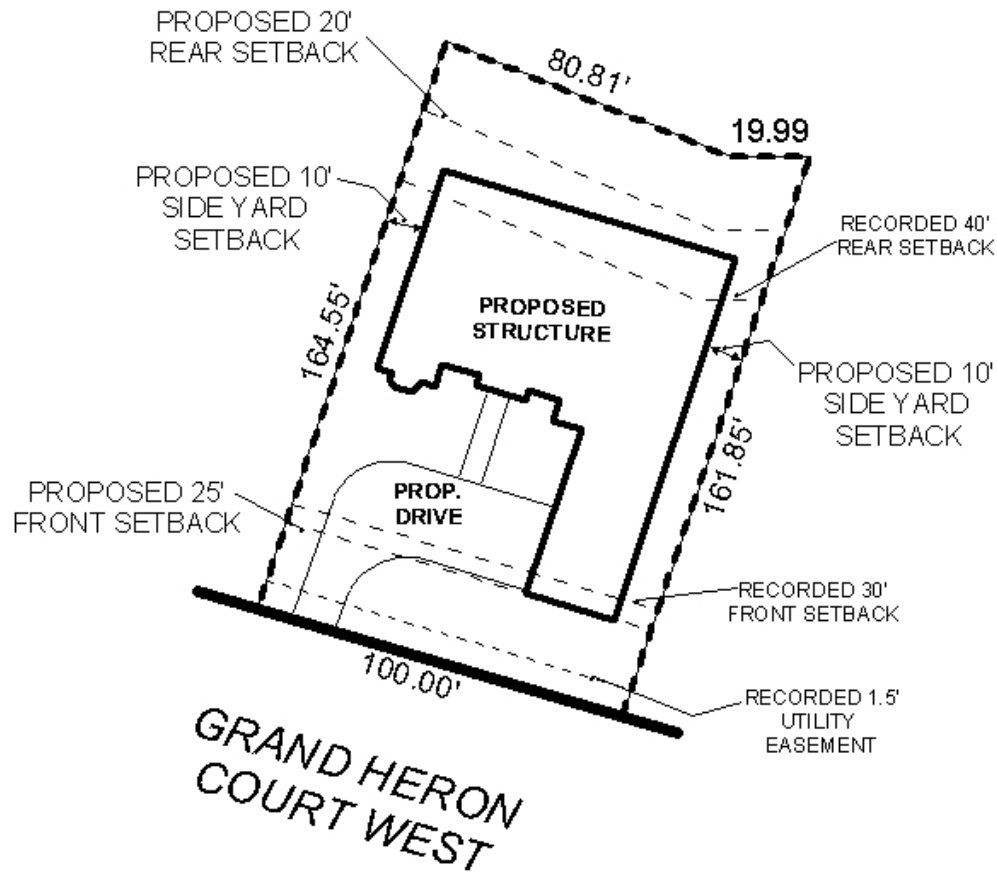 PROPOSED 20'
REAR SETBACK
80.81'
19.99
PROPOSED 10'
SIDE YARD
SETBACK
RECORDED 40'
REAR SETBACK
164.55'
PROPOSED
STRUCTURE
PROPOSED 10'
SIDE YARD
SETBACK
161.85'
PROPOSED 25'
FRONT SETBACK
PROP.
DRIVE
RECORDED 30'
FRONT SETBACK
100.00'
RECORDED 1.5'
UTILITY
EASEMENT
GRAND HERON
COURT WEST